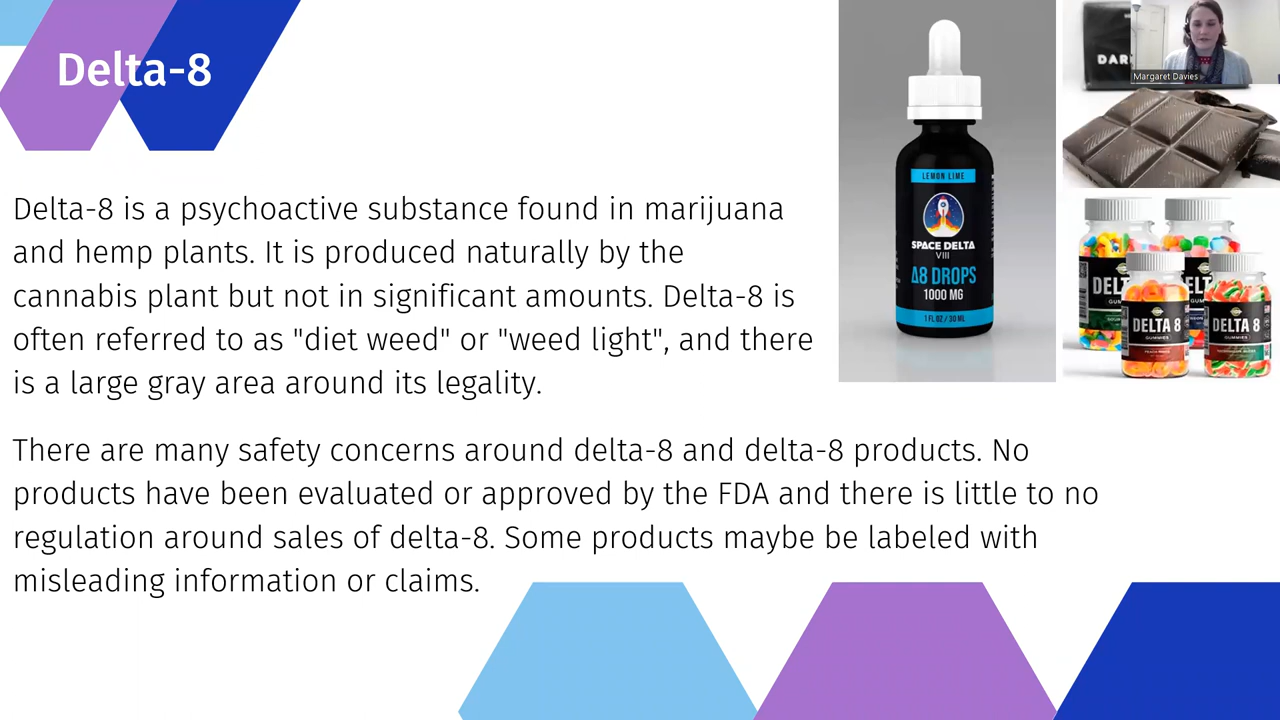 Delta-8
Delta-8 is a psychoactive substance found in marijuana
and hemp plants. It is produced naturally by the
cannabis plant but not in significant amounts. Delta-8 is
often referred to as "diet weed" or "weed light", and there
is a large gray area around its legality.
There are many safety concerns around delta-8 and delta-8 products. No
products have been evaluated or approved by the FDA and there is little to no
regulation around sales of delta-8. Some products maybe be labeled with
misleading information or claims.
LEMON LIME
SPACE DELTA
VIII
Δ8 DROPS
1000 MG
1 FL OZ / 30 ML
DAR
Margaret Davies
DELT
DELTA 8
GUMMIES
DELTA 8
GUMMIES